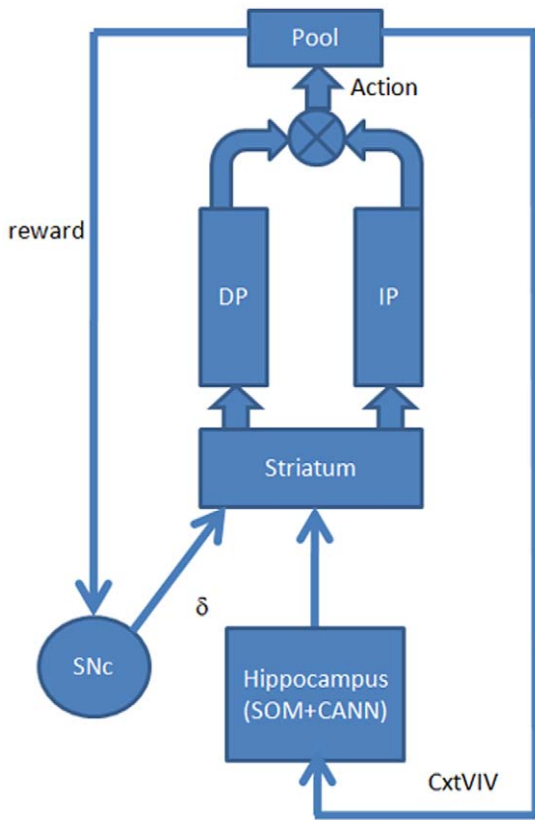 Pool
Action
reward
DP
IP
Striatum
δ
SNc
Hippocampus
(SOM+CANN)
CxtVIV